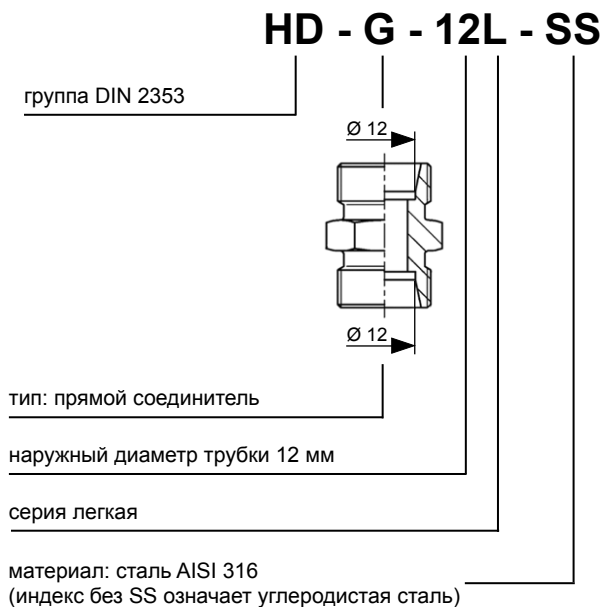 HD - G - 12L - SS
группа DIN 2353
Ø 12
Ø 12
тип: прямой соединитель
наружный диаметр трубки 12 мм
серия легкая
материал: сталь AISI 316
(индекс без SS означает углеродистая сталь)